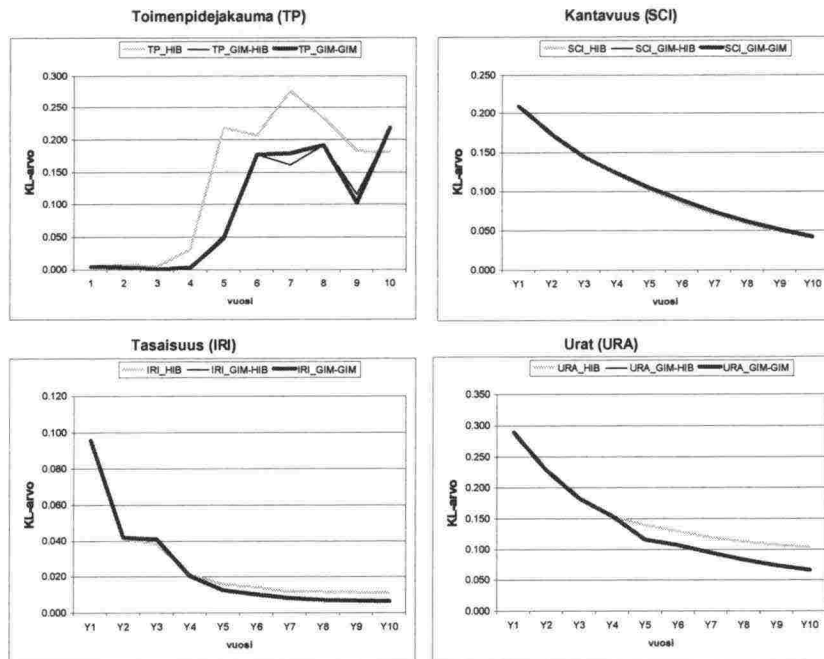 Toimenpidejakauma (TP)
TP_HIB TP_GIM-HIB TP_GIM-GIM
KL-arvo
0.300
0.250
0.200
0.150
0.100
0.050
0.000
1 2 3 4 5 6 7 8 9 10
vuosi
Kantavuus (SCI)
SCI_HIB SCI_GIM-HIB SCI_GIM-GIM
KL-arvo
0.250
0.200
0.150
0.100
0.050
0.000
Y1 Y2 Y3 Y4 Y5 Y6 Y7 Y8 Y9 Y10
vuosi
Tasaisuus (IRI)
IRI_HIB IRI_GIM-HIB IRI_GIM-GIM
KL-arvo
0.120
0.100
0.080
0.060
0.040
0.020
0.000
Y1 Y2 Y3 Y4 Y5 Y6 Y7 Y8 Y9 Y10
vuosi
Urat (URA)
URA_HIB URA_GIM-HIB URA_GIM-GIM
KL-arvo
0.350
0.300
0.250
0.200
0.150
0.100
0.050
0.000
Y1 Y2 Y3 Y4 Y5 Y6 Y7 Y8 Y9 Y10
vuosi